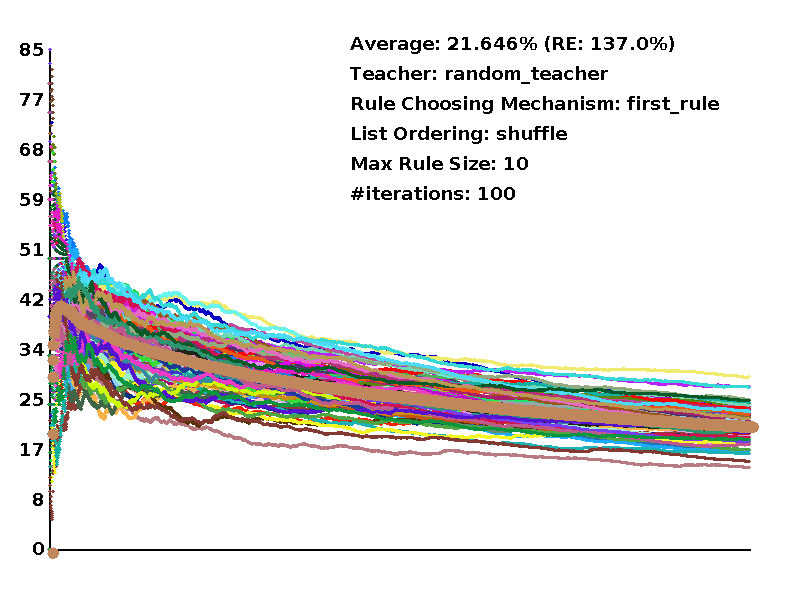 Average: 21.646% (RE: 137.0%)
Teacher: random_teacher
Rule Choosing Mechanism: first_rule
List Ordering: shuffle
Max Rule Size: 10
#iterations: 100
85
77
68
59
51
42
34
25
17
8
0